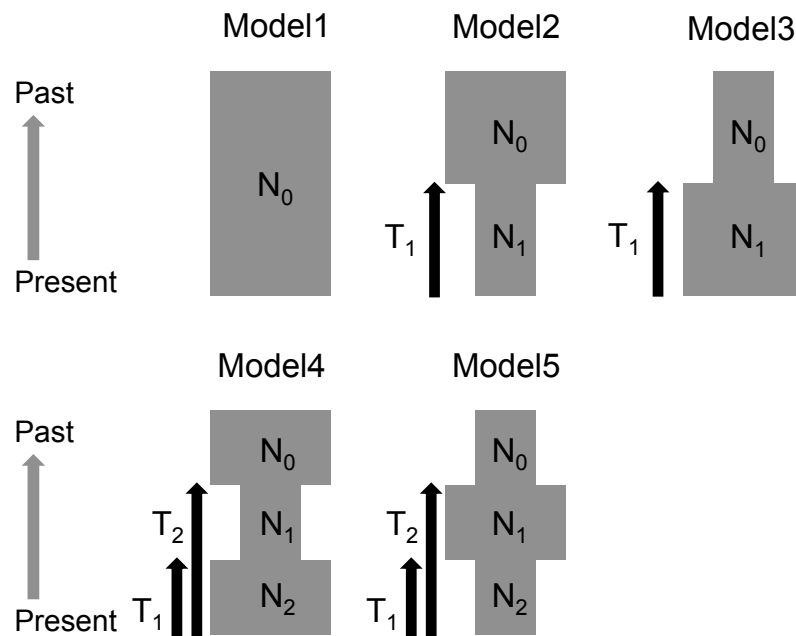 Model1 Model2 Model3
Past
N₀ N₀ N₀
T₁ N₁ T₁ N₁
Present
Model4 Model5
Past
N₀ N₀
T₂ N₁ T₂ N₁
T₁ N₂ T₁ N₂
Present